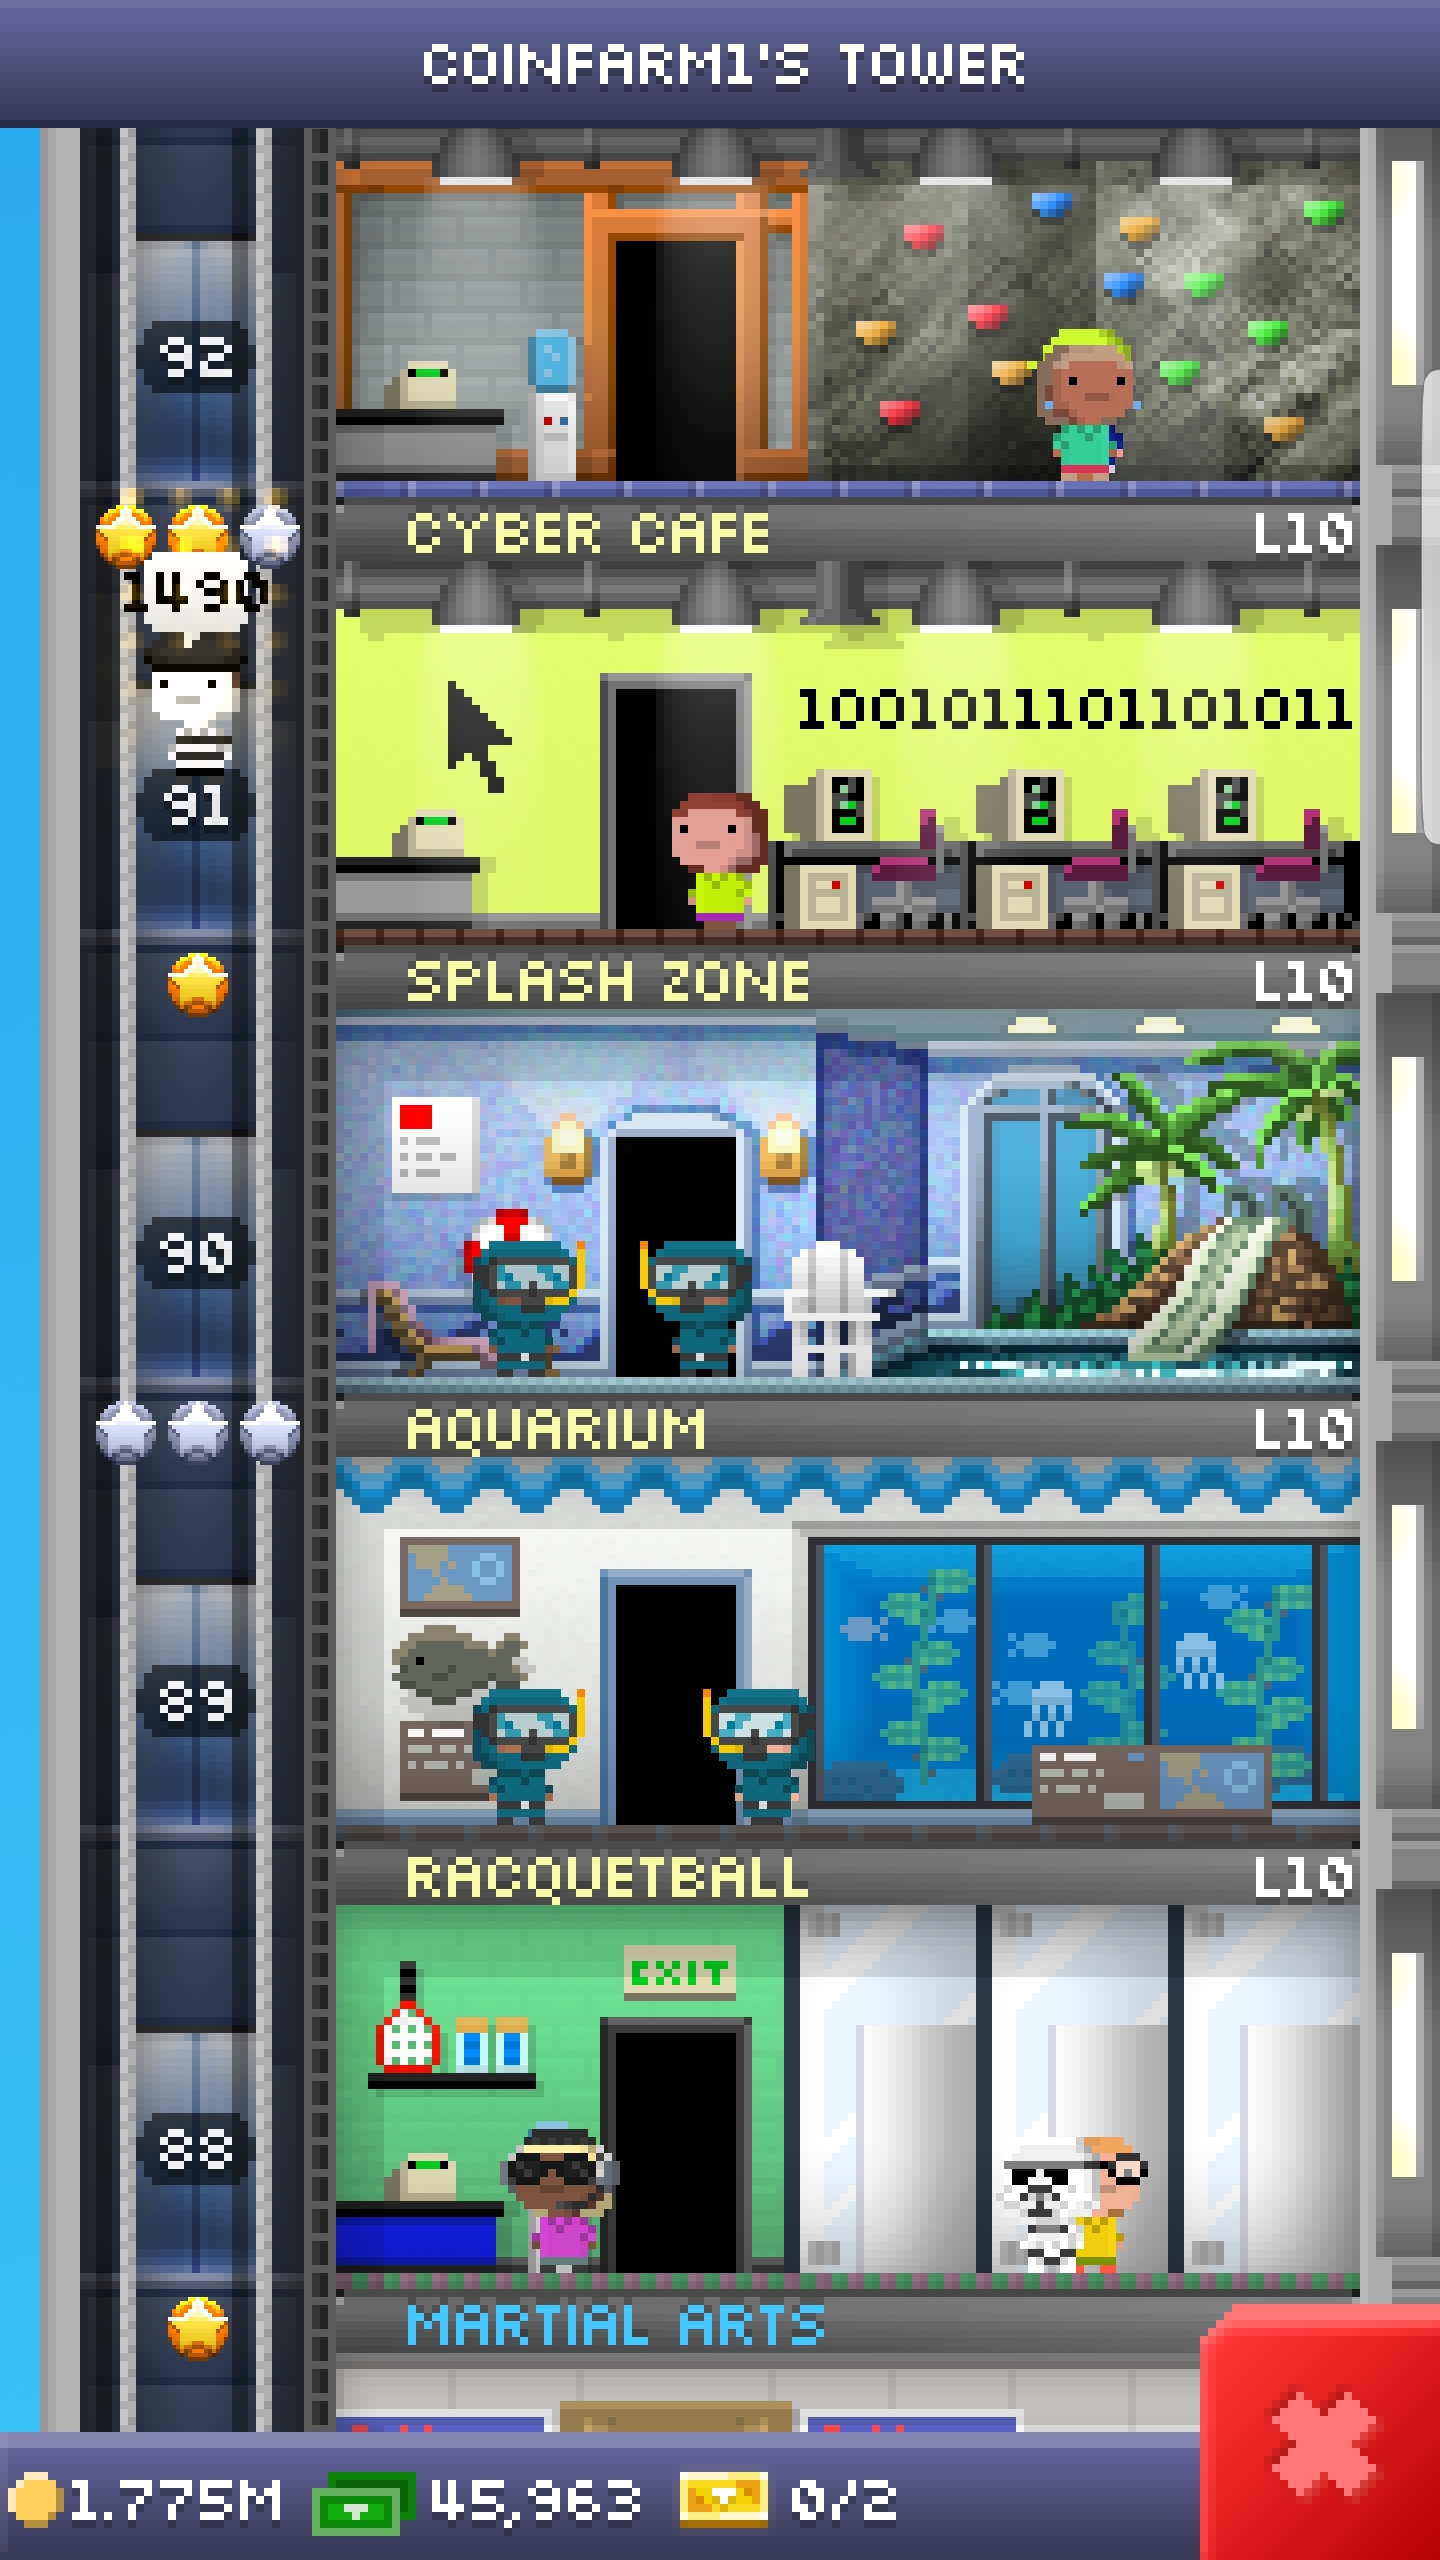 COINFARM1'S TOWER
92
CYBER CAFE L10
1490
100101110110101011
91
SPLASH ZONE L10
90
AQUARIUM L10
89
RACQUETBALL L10
EXIT
88
MARTIAL ARTS
1.775M 45,963 0/2